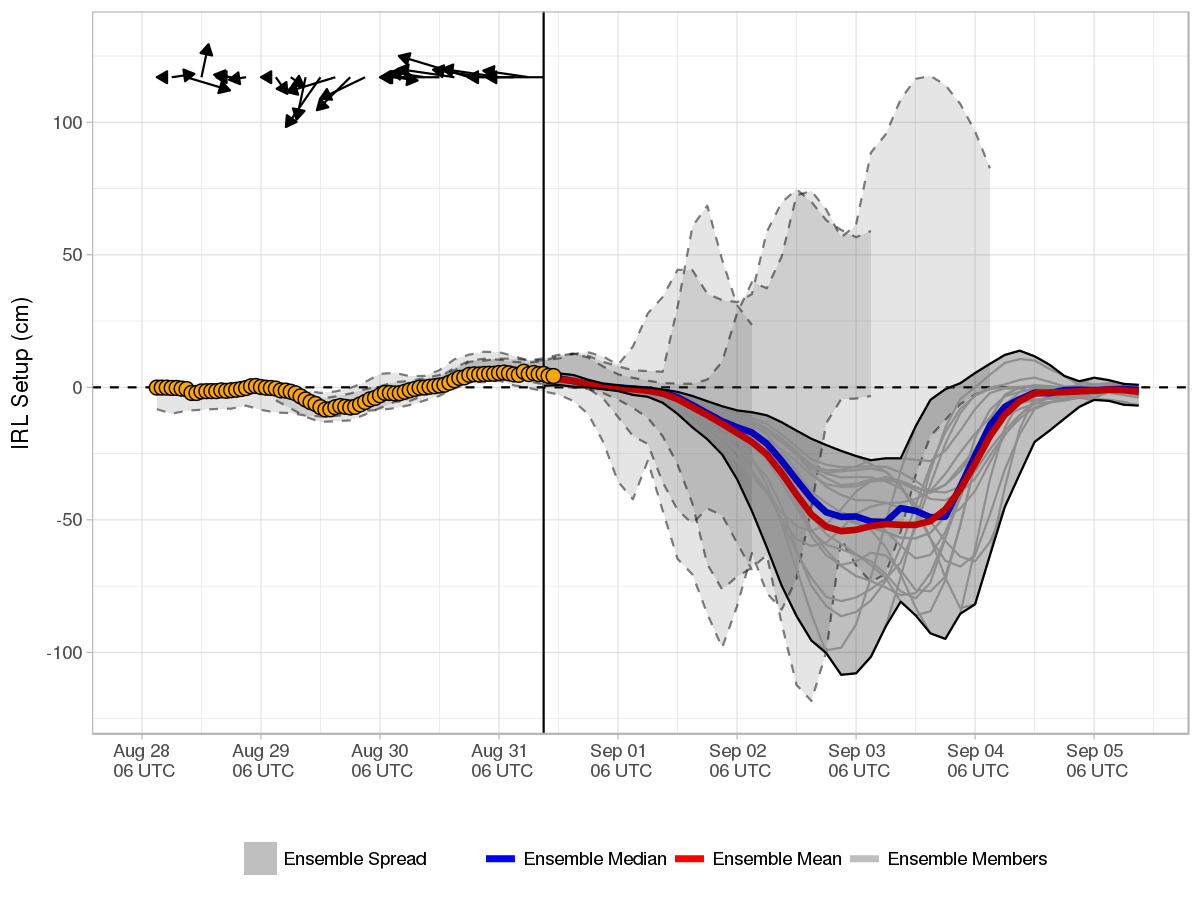 IRL Setup (cm)
100
50
0
-50
-100
Aug 28 Aug 29 Aug 30 Aug 31 Sep 01 Sep 02 Sep 03 Sep 04 Sep 05
06 UTC 06 UTC 06 UTC 06 UTC 06 UTC 06 UTC 06 UTC 06 UTC 06 UTC
Ensemble Spread Ensemble Median Ensemble Mean Ensemble Members